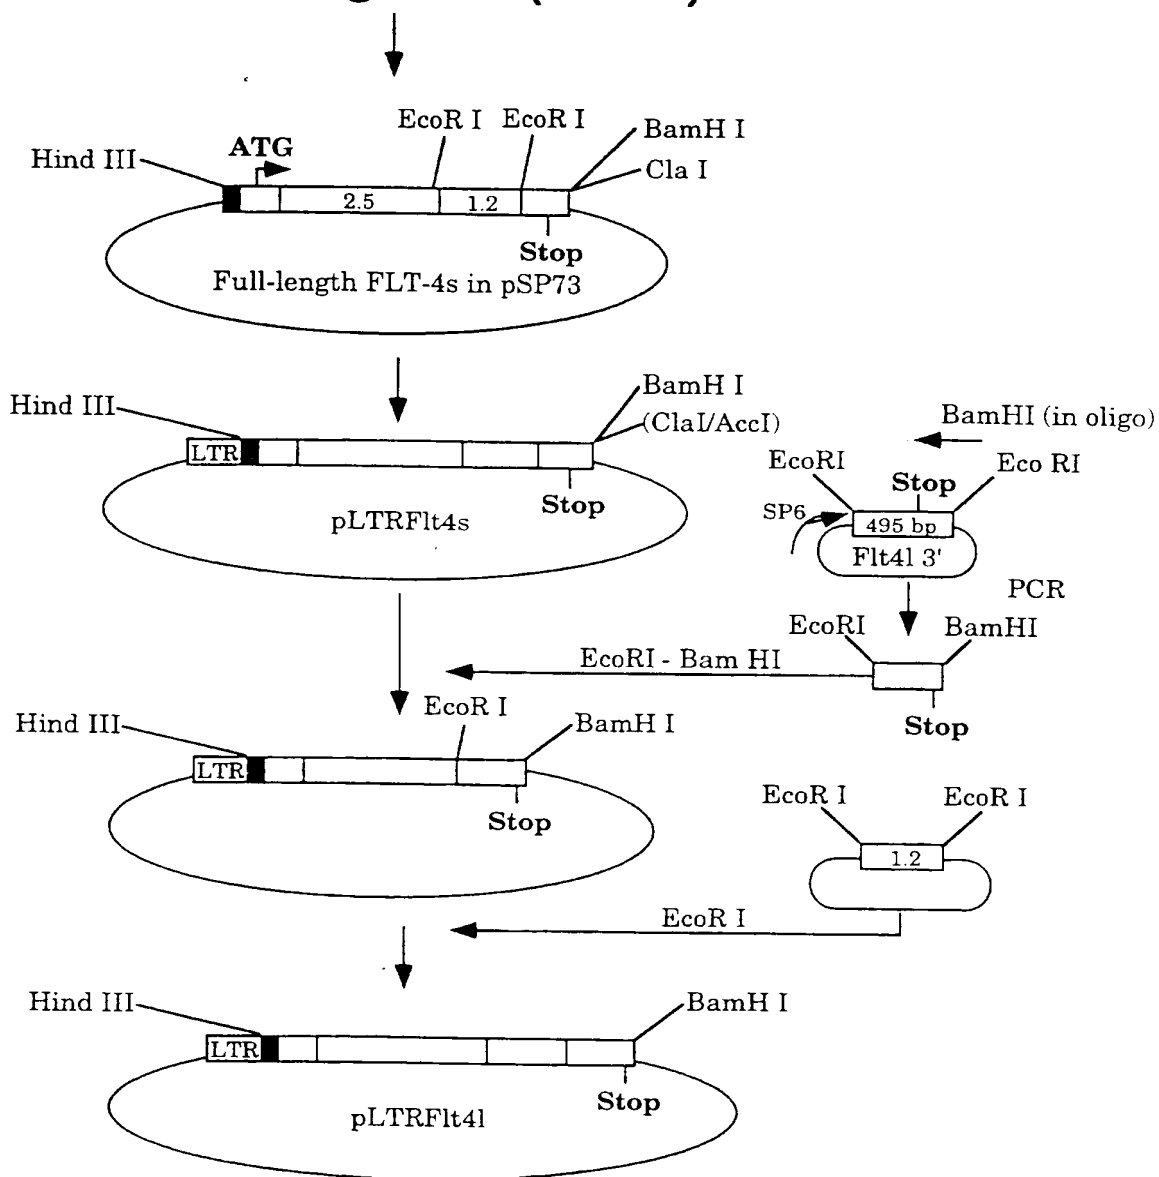 EcoR I EcoR I
BamH I
Hind III
ATG
Cla I
2.5
1.2
Stop
Full-length FLT-4s in pSP73
BamH I
Hind III
(ClaI/AccI)
LTR
Stop
pLTRFlt4s
BamHI (in oligo)
EcoRI
Eco RI
Stop
SP6
495 bp
Flt4l 3'
PCR
EcoRI
BamHI
EcoRI - Bam HI
Stop
EcoR I
Hind III
BamH I
LTR
Stop
EcoR I
EcoR I
1.2
EcoR I
Hind III
BamH I
LTR
Stop
pLTRFlt4l